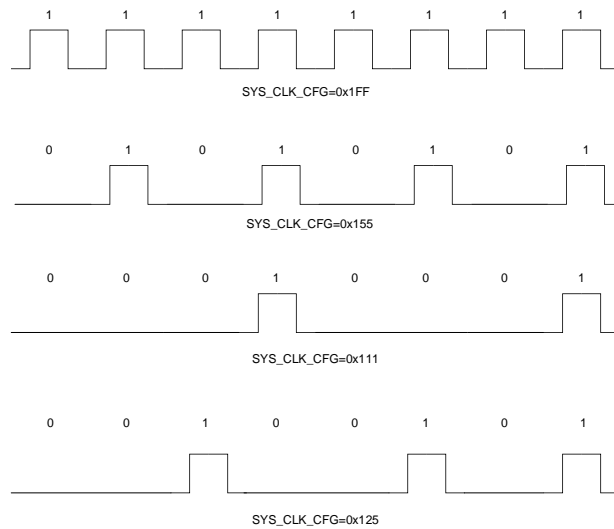 1 1 1 1 1 1 1 1
SYS_CLK_CFG=0x1FF
0 1 0 1 0 1 0 1
SYS_CLK_CFG=0x155
0 0 0 1 0 0 0 1
SYS_CLK_CFG=0x111
0 0 1 0 0 1 0 1
SYS_CLK_CFG=0x125